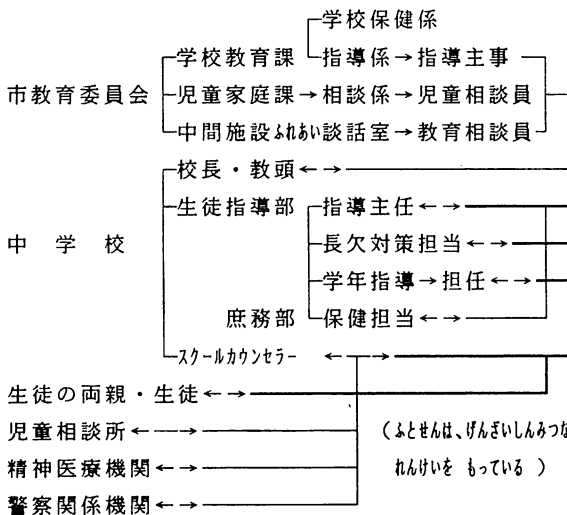 学校保健係
学校教育課 指導係→指導主事
市教育委員会 児童家庭課→相談係→児童相談員
中間施設ふれあい談話室→教育相談員
校長・教頭←→
生徒指導部 指導主任←→
中学校 長欠対策担当←→
学年指導→担任←→
庶務部 保健担当←→
スクールカウンセラー ←→
生徒の両親・生徒←→
児童相談所←→
(ふとせんは、げんざいしんみつな
精神医療機関←→ れんけいを もっている )
警察関係機関←→